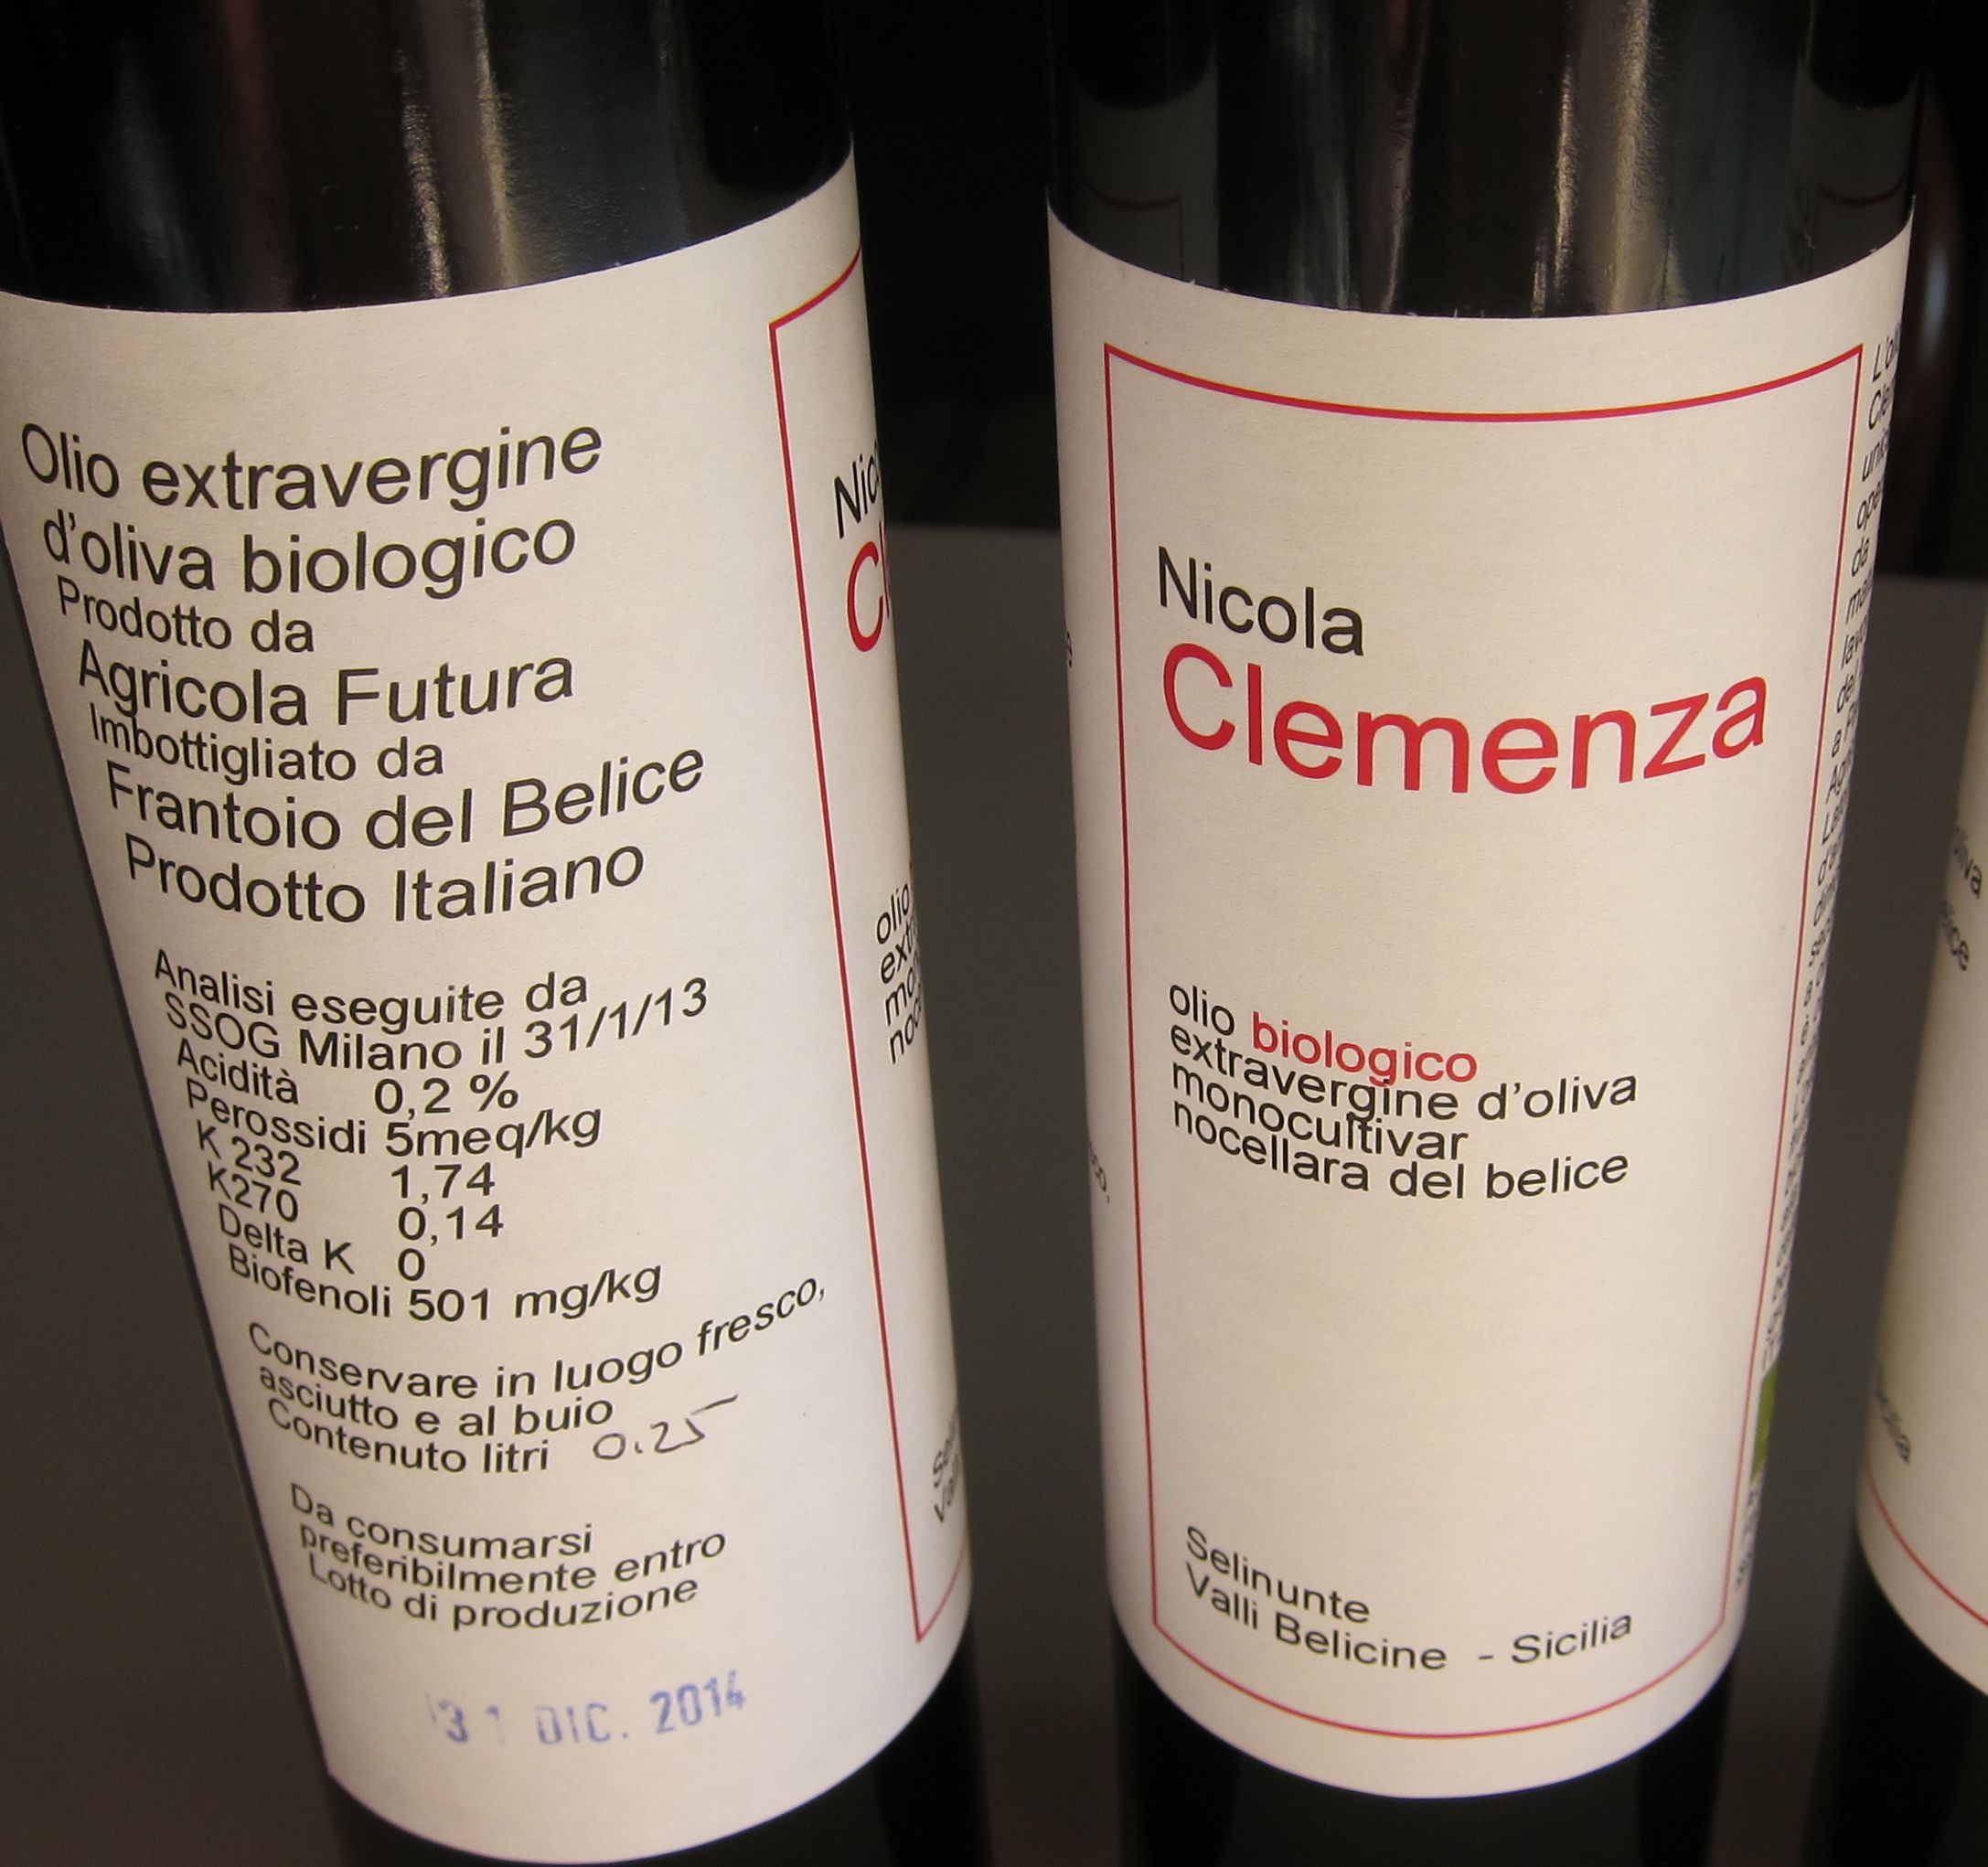 Olio extravergine
d'oliva biologico
Prodotto da
Agricola Futura
Imbottigliato da
Frantoio del Belice
Prodotto Italiano
Analisi eseguite da
SSOG Milano il 31/1/13
Acidità 0,2 %
Perossidi 5meq/kg
K 232 1,74
K270 0,14
Delta K 0
Biofenoli 501 mg/kg
Conservare in luogo fresco,
asciutto e al buio
Contenuto litri 0.25
Da consumarsi
preferibilmente entro
Lotto di produzione
31 DIC. 2014
Nicola
Clemenza
olio biologico
extravergine d'oliva
monocultivar
nocellara del belice
Selinunte
Valli Belicine - Sicilia